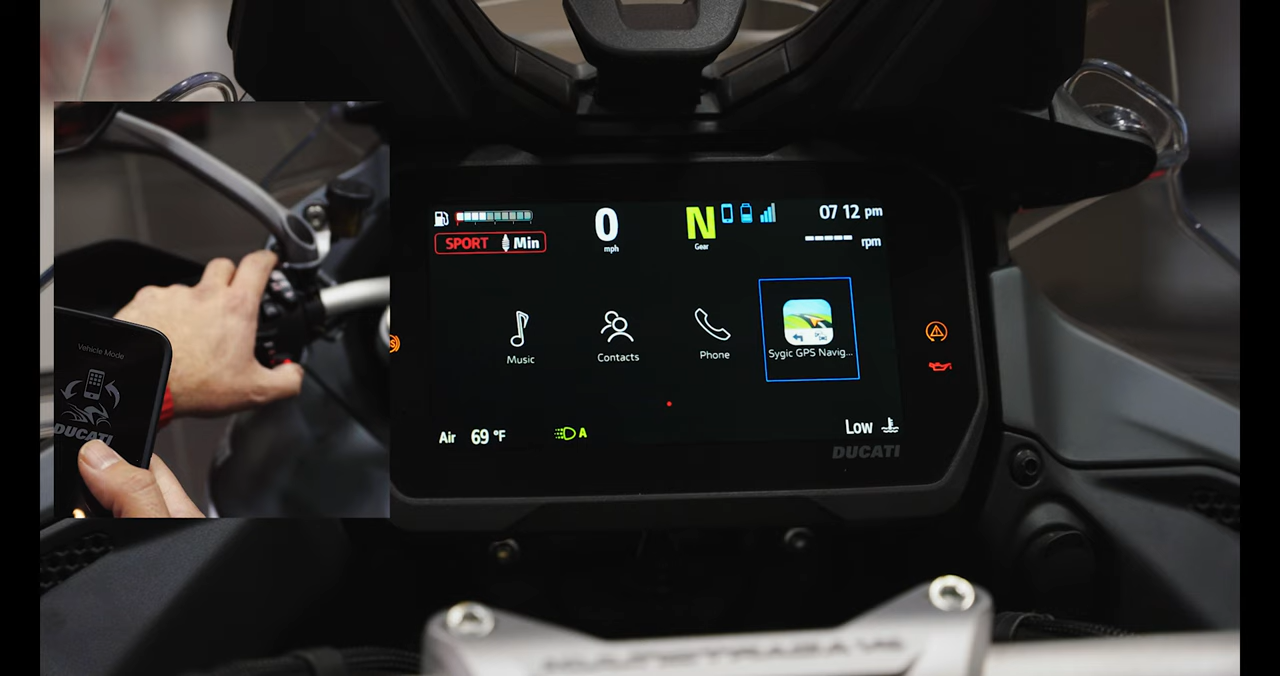 SPORT
Min
0
mph
N
Gear
07 12 pm
----- rpm
Music
Contacts
Phone
Sygic GPS Navig...
Air 69 °F
A
Low
DUCATI
Vehicle Mode
DUCATI